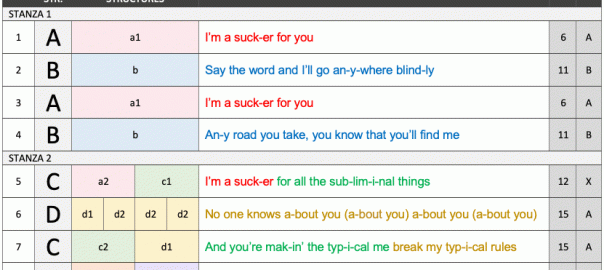 STR. STRUCTURES
STANZA 1
1 A a1 I'm a suck-er for you 6 A
2 B b Say the word and I'll go an-y-where blind-ly 11 B
3 A a1 I'm a suck-er for you 6 A
4 B b An-y road you take, you know that you'll find me 11 B
STANZA 2
5 C a2 c1 I'm a suck-er for all the sub-lim-i-nal things 12 X
6 D d1 d2 d2 d2 No one knows a-bout you (a-bout you) a-bout you (a-bout you) 15 A
7 C c2 d1 And you're mak-in' the typ-i-cal me break my typ-i-cal rules 15 A